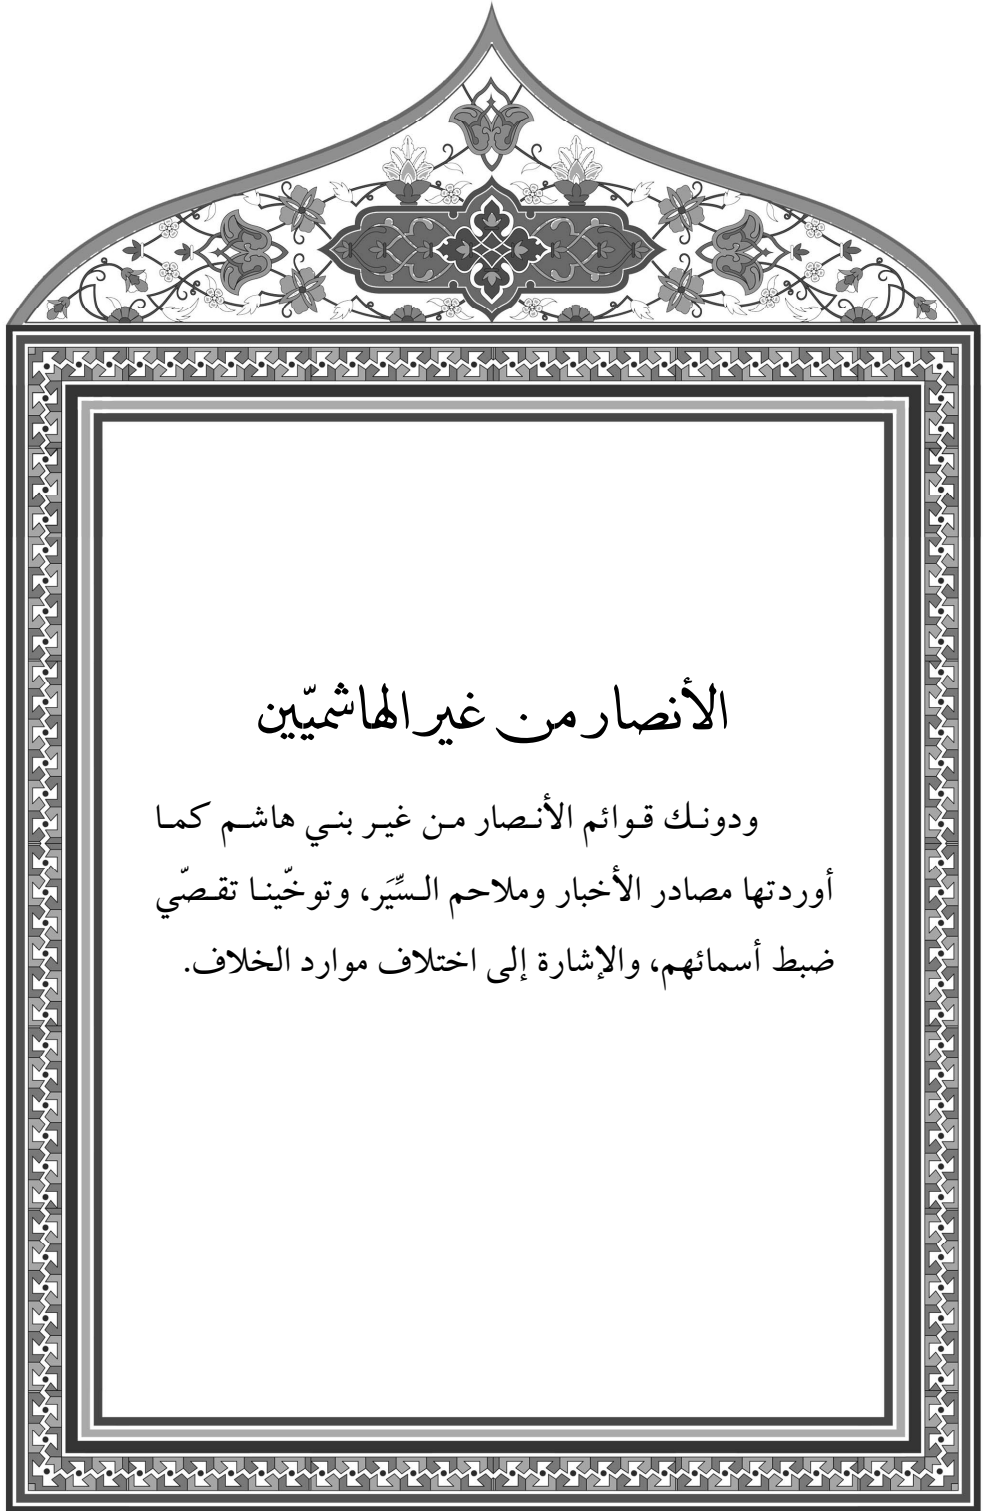 الأنصار من غير الهاشميّين
ودونك قوائم الأنصار من غير بني هاشم كما
أوردتها مصادر الأخبار وملاحم السِّيَر، وتوخّينا تقصّي
ضبط أسمائهم، والإشارة إلى اختلاف موارد الخلاف.